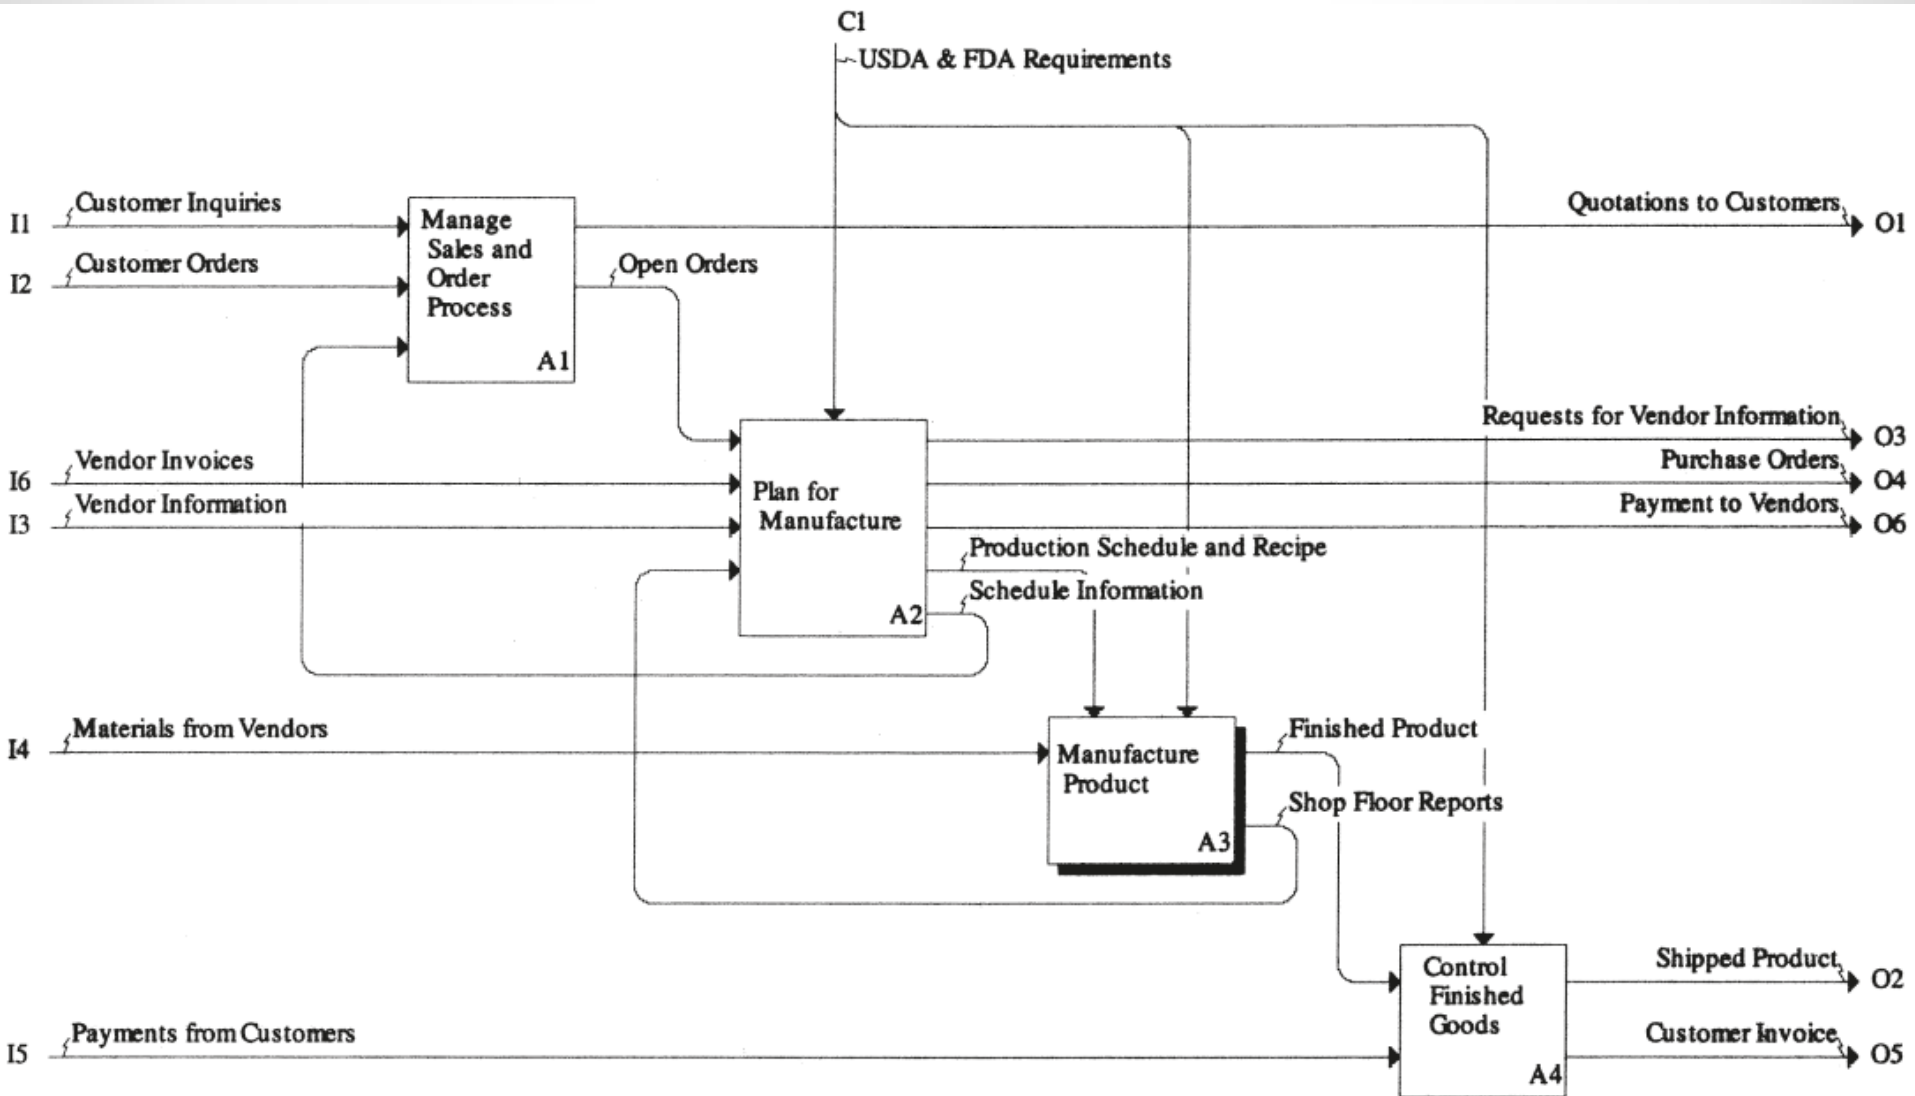 C1
USDA & FDA Requirements
I1
Customer Inquiries
I2
Customer Orders
Manage
Sales and
Order
Process
A1
Open Orders
Quotations to Customers
O1
I6
Vendor Invoices
I3
Vendor Information
Plan for
Manufacture
A2
Requests for Vendor Information
O3
Purchase Orders
O4
Payment to Vendors
O6
Production Schedule and Recipe
Schedule Information
I4
Materials from Vendors
Manufacture
Product
A3
Finished Product
Shop Floor Reports
I5
Payments from Customers
Control
Finished
Goods
A4
Shipped Product
O2
Customer Invoice
O5